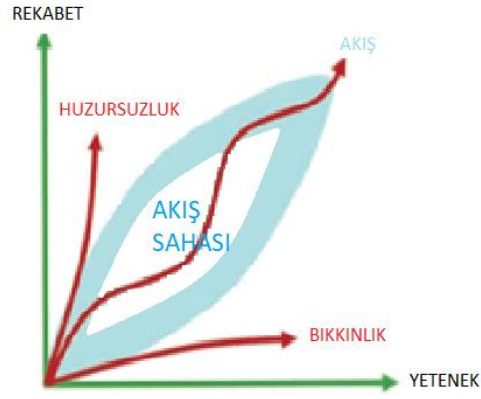 REKABET
AKIŞ
HUZURSUZLUK
AKIŞ
SAHASI
BIKKINLIK
YETENEK